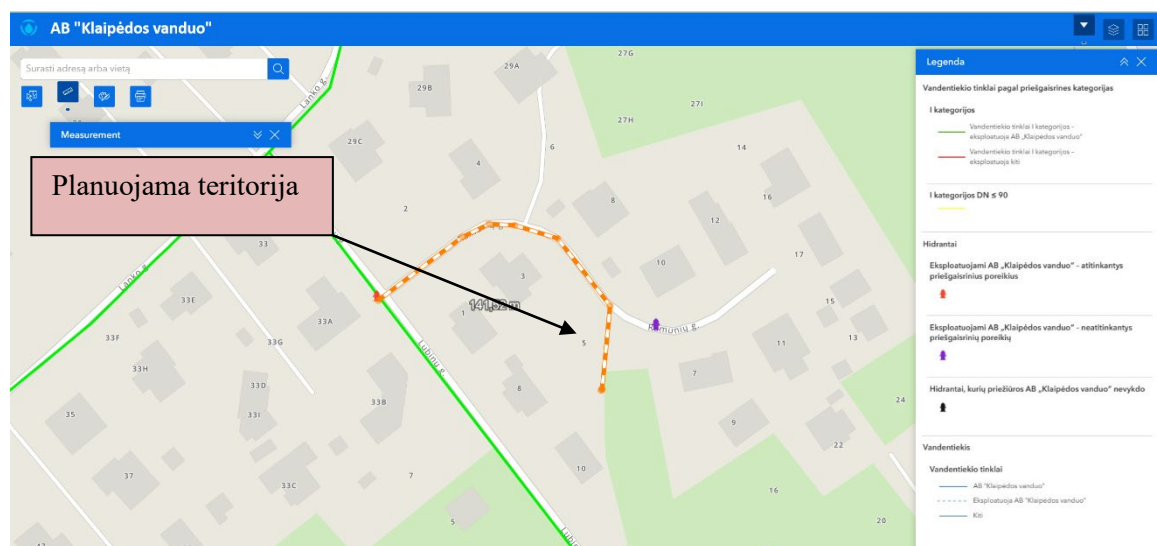 AB "Klaipėdos vanduo"
Surasti adresą arba vietą
Measurement
Planuojama teritorija
Legenda
Vandentiekio tinklai pagal priešgaisrines kategorijas
I kategorijos
Vandentiekio tinklai I kategorijos -
eksploatuoja AB „Klaipėdos vanduo"
Vandentiekio tinklai I kategorijos -
eksploatuoja kiti
I kategorijos DN ≤ 90
Hidrantai
Eksploatuojami AB „Klaipėdos vanduo" - atitinkantys
priešgaisrinius poreikius
Eksploatuojami AB „Klaipėdos vanduo" - neatitinkantys
priešgaisrinių poreikių
Hidrantai, kurių priežiūros AB „Klaipėdos vanduo" nevykdo
Vandentiekis
Vandentiekio tinklai
AB "Klaipėdos vanduo"
Eksploatuoja AB "Klaipėdos vanduo"
Kiti
27G
29A
29B
27I
27H
Lanko g.
29C
6
14
4
16
2
8
12
33
17
10
Lanko g.
3
33E
141,52 m
1
15
33A
Ramunių g.
33F
33G
5
11
13
Lubinų g.
33H
7
33D
8
33B
24
35
33I
9
22
10
37
7
33C
16
5
20
Lubinų